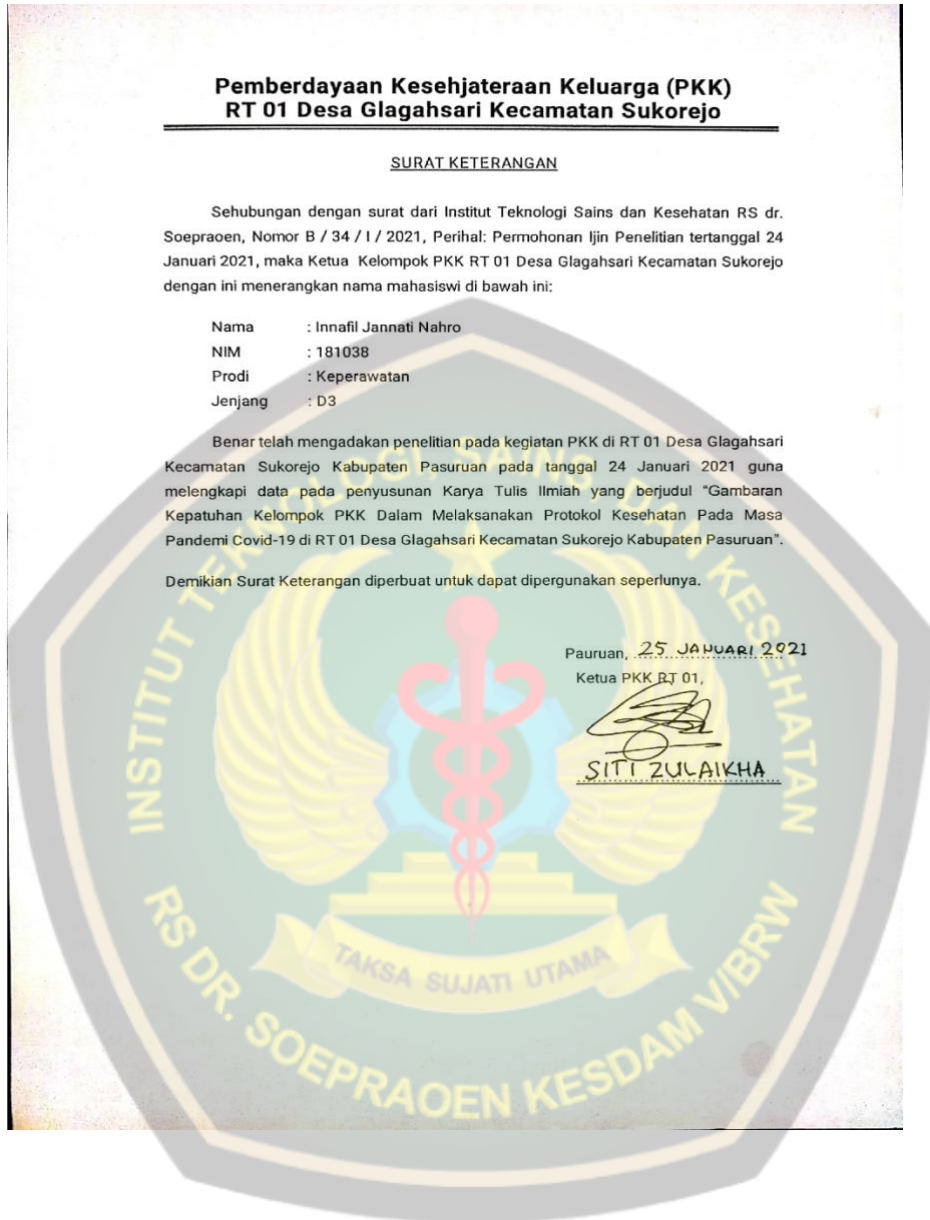 Pemberdayaan Kesehjateraan Keluarga (PKK)
RT 01 Desa Glagahsari Kecamatan Sukorejo
SURAT KETERANGAN
Sehubungan dengan surat dari Institut Teknologi Sains dan Kesehatan RS dr.
Soepraoen, Nomor B / 34 / I / 2021, Perihal: Permohonan Ijin Penelitian tertanggal 24
Januari 2021, maka Ketua Kelompok PKK RT 01 Desa Glagahsari Kecamatan Sukorejo
dengan ini menerangkan nama mahasiswi di bawah ini:
Nama : Innafil Jannati Nahro
NIM : 181038
Prodi : Keperawatan
Jenjang : D3
Benar telah mengadakan penelitian pada kegiatan PKK di RT 01 Desa Glagahsari
Kecamatan Sukorejo Kabupaten Pasuruan pada tanggal 24 Januari 2021 guna
melengkapi data pada penyusunan Karya Tulis Ilmiah yang berjudul "Gambaran
Kepatuhan Kelompok PKK Dalam Melaksanakan Protokol Kesehatan Pada Masa
Pandemi Covid-19 di RT 01 Desa Glagahsari Kecamatan Sukorejo Kabupaten Pasuruan".
Demikian Surat Keterangan diperbuat untuk dapat dipergunakan seperlunya.
Pauruan, 25 JANUARI 2021
Ketua PKK RT 01,
SITI ZULAIKHA
INSTITUT TEKNOLOGI, SAINS, DAN KESEHATAN
TAKSA SUJATI UTAMA
RS DR. SOEPRAOEN KESDAM V/BRW